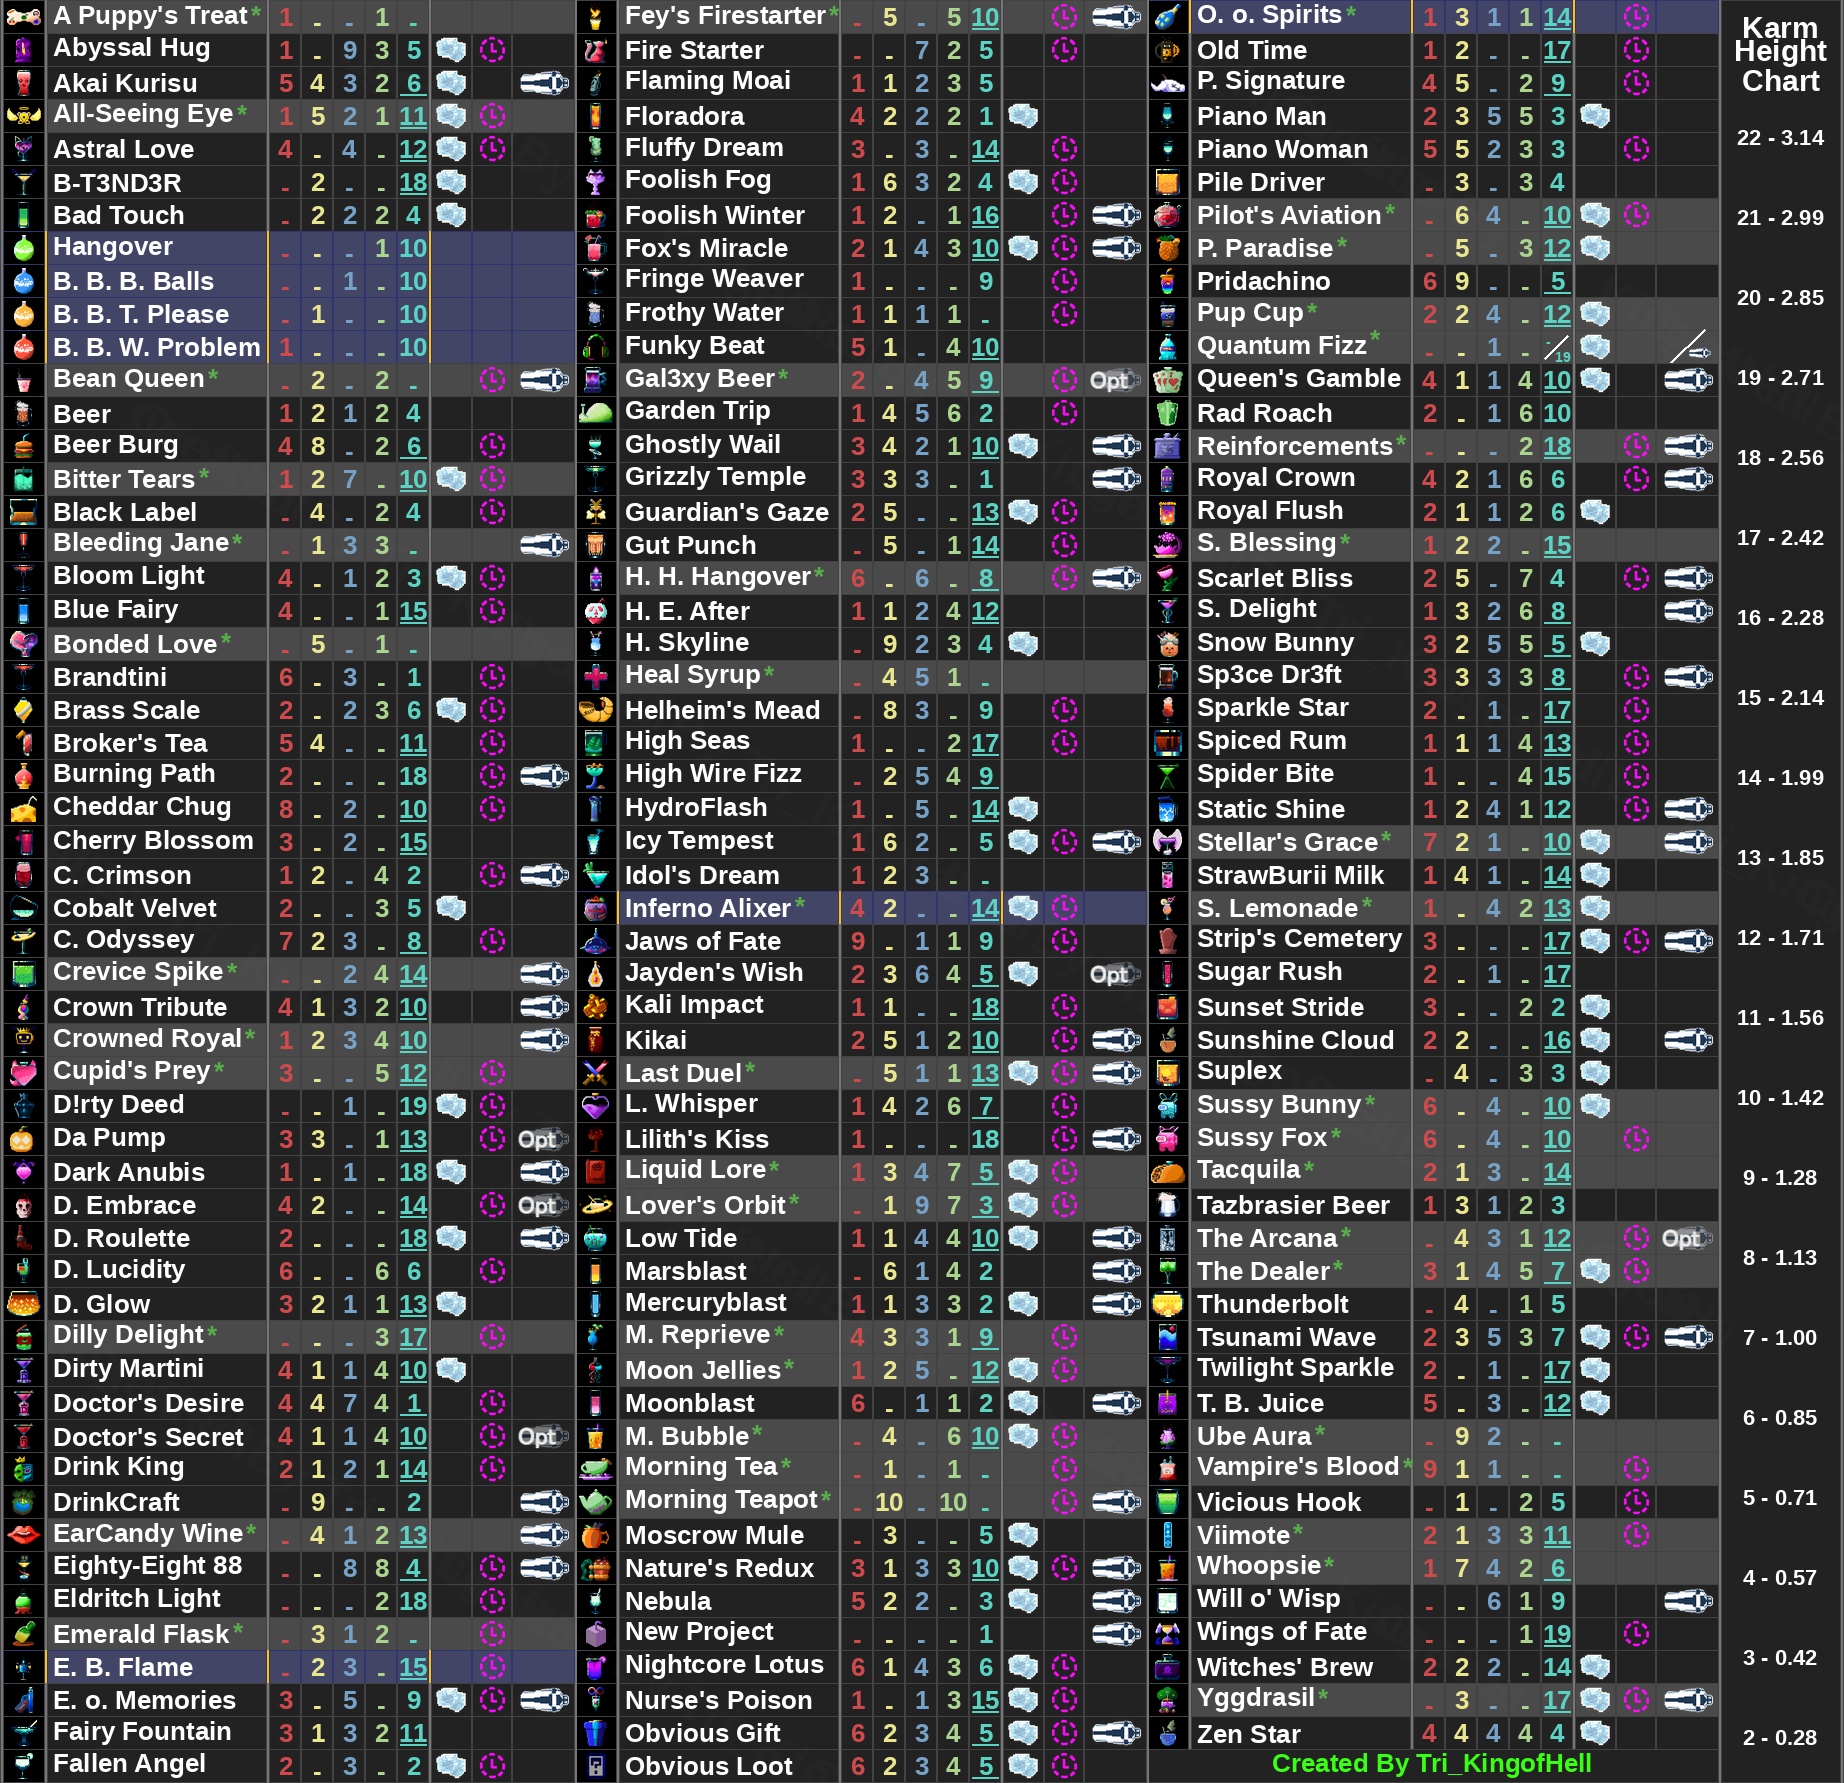 A Puppy's Treat* 1 - - 1 -
Abyssal Hug 1 - 9 3 5
Akai Kurisu 5 4 3 2 6
All-Seeing Eye* 1 5 2 1 11
Astral Love 4 - 4 - 12
B-T3ND3R - 2 - - 18
Bad Touch - 2 2 2 4
Hangover - - - 1 10
B. B. B. Balls - - 1 - 10
B. B. T. Please - 1 - - 10
B. B. W. Problem 1 - - - 10
Bean Queen* - 2 - 2 -
Beer 1 2 1 2 4
Beer Burg 4 8 - 2 6
Bitter Tears* 1 2 7 - 10
Black Label - 4 - 2 4
Bleeding Jane* - 1 3 3 -
Bloom Light 4 - 1 2 3
Blue Fairy 4 - - 1 15
Bonded Love* - 5 - 1 -
Brandtini 6 - 3 - 1
Brass Scale 2 - 2 3 6
Broker's Tea 5 4 - - 11
Burning Path 2 - - - 18
Cheddar Chug 8 - 2 - 10
Cherry Blossom 3 - 2 - 15
C. Crimson 1 2 - 4 2
Cobalt Velvet 2 - - 3 5
C. Odyssey 7 2 3 - 8
Crevice Spike* - - 2 4 14
Crown Tribute 4 1 3 2 10
Crowned Royal* 1 2 3 4 10
Cupid's Prey* 3 - - 5 12
D!rty Deed - - 1 - 19
Da Pump 3 3 - 1 13 Opt
Dark Anubis 1 - 1 - 18
D. Embrace 4 2 - - 14 Opt
D. Roulette 2 - - - 18
D. Lucidity 6 - - 6 6
D. Glow 3 2 1 1 13
Dilly Delight* - - - 3 17
Dirty Martini 4 1 1 4 10
Doctor's Desire 4 4 7 4 1
Doctor's Secret 4 1 1 4 10 Opt
Drink King 2 1 2 1 14
DrinkCraft - 9 - - 2
EarCandy Wine* - 4 1 2 13
Eighty-Eight 88 - - 8 8 4
Eldritch Light - - - 2 18
Emerald Flask* - 3 1 2 -
E. B. Flame - 2 3 - 15
E. o. Memories 3 - 5 - 9
Fairy Fountain 3 1 3 2 11
Fallen Angel 2 - 3 - 2
Fey's Firestarter* - 5 - 5 10
Fire Starter - - 7 2 5
Flaming Moai 1 1 2 3 5
Floradora 4 2 2 2 1
Fluffy Dream 3 - 3 - 14
Foolish Fog 1 6 3 2 4
Foolish Winter 1 2 - 1 16
Fox's Miracle 2 1 4 3 10
Fringe Weaver 1 - - - 9
Frothy Water 1 1 1 1 -
Funky Beat 5 1 - 4 10
Gal3xy Beer* 2 - 4 5 9 Opt
Garden Trip 1 4 5 6 2
Ghostly Wail 3 4 2 1 10
Grizzly Temple 3 3 3 - 1
Guardian's Gaze 2 5 - - 13
Gut Punch - 5 - 1 14
H. H. Hangover* 6 - 6 - 8
H. E. After 1 1 2 4 12
H. Skyline - 9 2 3 4
Heal Syrup* - 4 5 1 -
Helheim's Mead - 8 3 - 9
High Seas 1 - - 2 17
High Wire Fizz - 2 5 4 9
HydroFlash 1 - 5 - 14
Icy Tempest 1 6 2 - 5
Idol's Dream 1 2 3 - -
Inferno Alixer* 4 2 - - 14
Jaws of Fate 9 - 1 1 9
Jayden's Wish 2 3 6 4 5 Opt
Kali Impact 1 1 - - 18
Kikai 2 5 1 2 10
Last Duel* - 5 1 1 13
L. Whisper 1 4 2 6 7
Lilith's Kiss 1 - - - 18
Liquid Lore* 1 3 4 7 5
Lover's Orbit* - 1 9 7 3
Low Tide 1 1 4 4 10
Marsblast - 6 1 4 2
Mercuryblast 1 1 3 3 2
M. Reprieve* 4 3 3 1 9
Moon Jellies* 1 2 5 - 12
Moonblast 6 - 1 1 2
M. Bubble* - 4 - 6 10
Morning Tea* - 1 - 1 -
Morning Teapot* - 10 - 10 -
Moscrow Mule - 3 - - 5
Nature's Redux 3 1 3 3 10
Nebula 5 2 2 - 3
New Project - - - - 1
Nightcore Lotus 6 1 4 3 6
Nurse's Poison 1 - 1 3 15
Obvious Gift 6 2 3 4 5
Obvious Loot 6 2 3 4 5
O. o. Spirits* 1 3 1 1 14
Old Time 1 2 - - 17
P. Signature 4 5 - 2 9
Piano Man 2 3 5 5 3
Piano Woman 5 5 2 3 3
Pile Driver - 3 - 3 4
Pilot's Aviation* - 6 4 - 10
P. Paradise* - 5 - 3 12
Pridachino 6 9 - - 5
Pup Cup* 2 2 4 - 12
Quantum Fizz* - - 1 - -/19
Queen's Gamble 4 1 1 4 10
Rad Roach 2 - 1 6 10
Reinforcements* - - - 2 18
Royal Crown 4 2 1 6 6
Royal Flush 2 1 1 2 6
S. Blessing* 1 2 2 - 15
Scarlet Bliss 2 5 - 7 4
S. Delight 1 3 2 6 8
Snow Bunny 3 2 5 5 5
Sp3ce Dr3ft 3 3 3 3 8
Sparkle Star 2 - 1 - 17
Spiced Rum 1 1 1 4 13
Spider Bite 1 - - 4 15
Static Shine 1 2 4 1 12
Stellar's Grace* 7 2 1 - 10
StrawBurii Milk 1 4 1 - 14
S. Lemonade* 1 - 4 2 13
Strip's Cemetery 3 - - - 17
Sugar Rush 2 - 1 - 17
Sunset Stride 3 - - 2 2
Sunshine Cloud 2 2 - - 16
Suplex - 4 - 3 3
Sussy Bunny* 6 - 4 - 10
Sussy Fox* 6 - 4 - 10
Tacquila* 2 1 3 - 14
Tazbrasier Beer 1 3 1 2 3
The Arcana* - 4 3 1 12 Opt
The Dealer* 3 1 4 5 7
Thunderbolt - 4 - 1 5
Tsunami Wave 2 3 5 3 7
Twilight Sparkle 2 - 1 - 17
T. B. Juice 5 - 3 - 12
Ube Aura* - 9 2 - -
Vampire's Blood* 9 1 1 - -
Vicious Hook - 1 - 2 5
Viimote* 2 1 3 3 11
Whoopsie* 1 7 4 2 6
Will o' Wisp - - 6 1 9
Wings of Fate - - - 1 19
Witches' Brew 2 2 2 - 14
Yggdrasil* - 3 - - 17
Zen Star 4 4 4 4 4
Created By Tri_KingofHell
Karm
Height
Chart
22 - 3.14
21 - 2.99
20 - 2.85
19 - 2.71
18 - 2.56
17 - 2.42
16 - 2.28
15 - 2.14
14 - 1.99
13 - 1.85
12 - 1.71
11 - 1.56
10 - 1.42
9 - 1.28
8 - 1.13
7 - 1.00
6 - 0.85
5 - 0.71
4 - 0.57
3 - 0.42
2 - 0.28